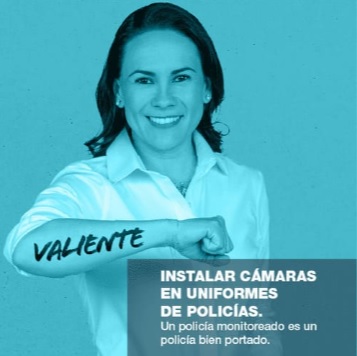 VALIENTE
INSTALAR CÁMARAS
EN UNIFORMES
DE POLICÍAS.
Un policía monitoreado es un
policía bien portado.